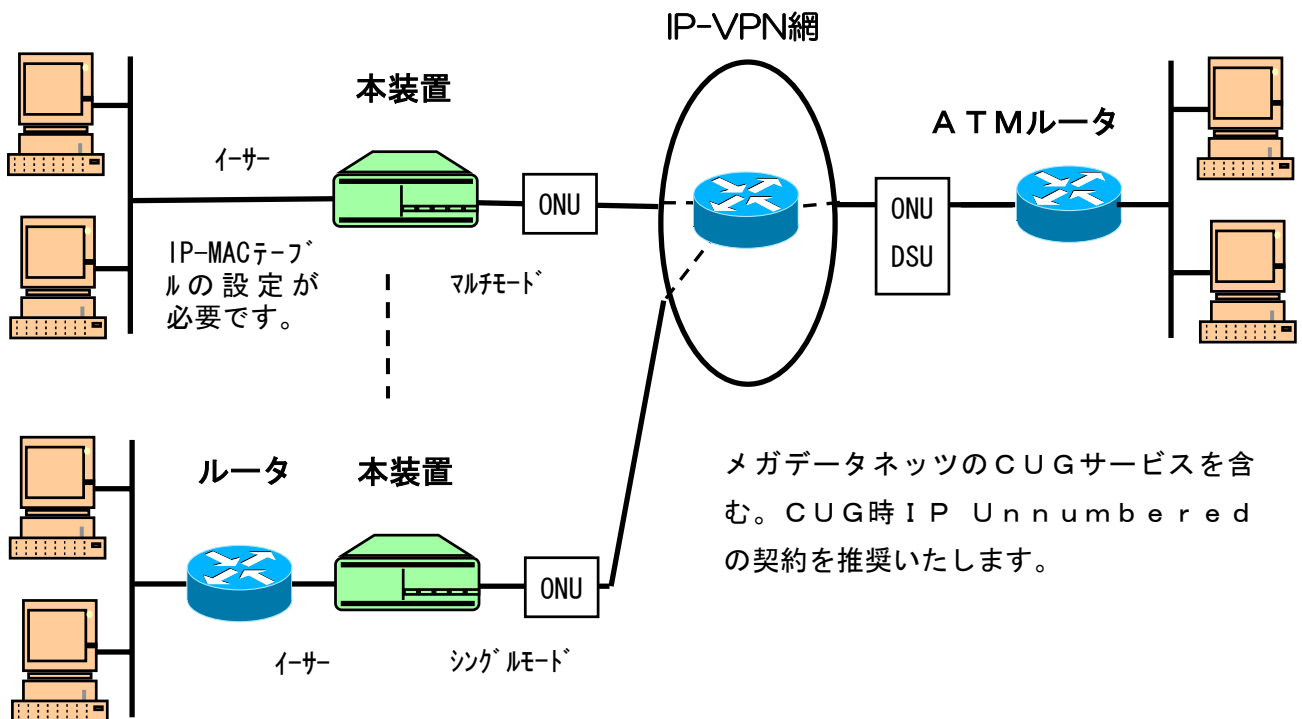 IP-VPN網
本装置
ＡＴＭルータ
ｲｰｻｰ
ONU
ONU
DSU
IP-MACﾃｰﾌﾞ
ﾙの設定が
必要です。
ﾏﾙﾁﾓｰﾄﾞ
ルータ
本装置
メガデータネッツのＣＵＧサービスを含
む。ＣＵＧ時ＩＰ Ｕｎｎｕｍｂｅｒｅｄ
の契約を推奨いたします。
ONU
ｲｰｻｰ
ｼﾝｸﾞﾙﾓｰﾄﾞ